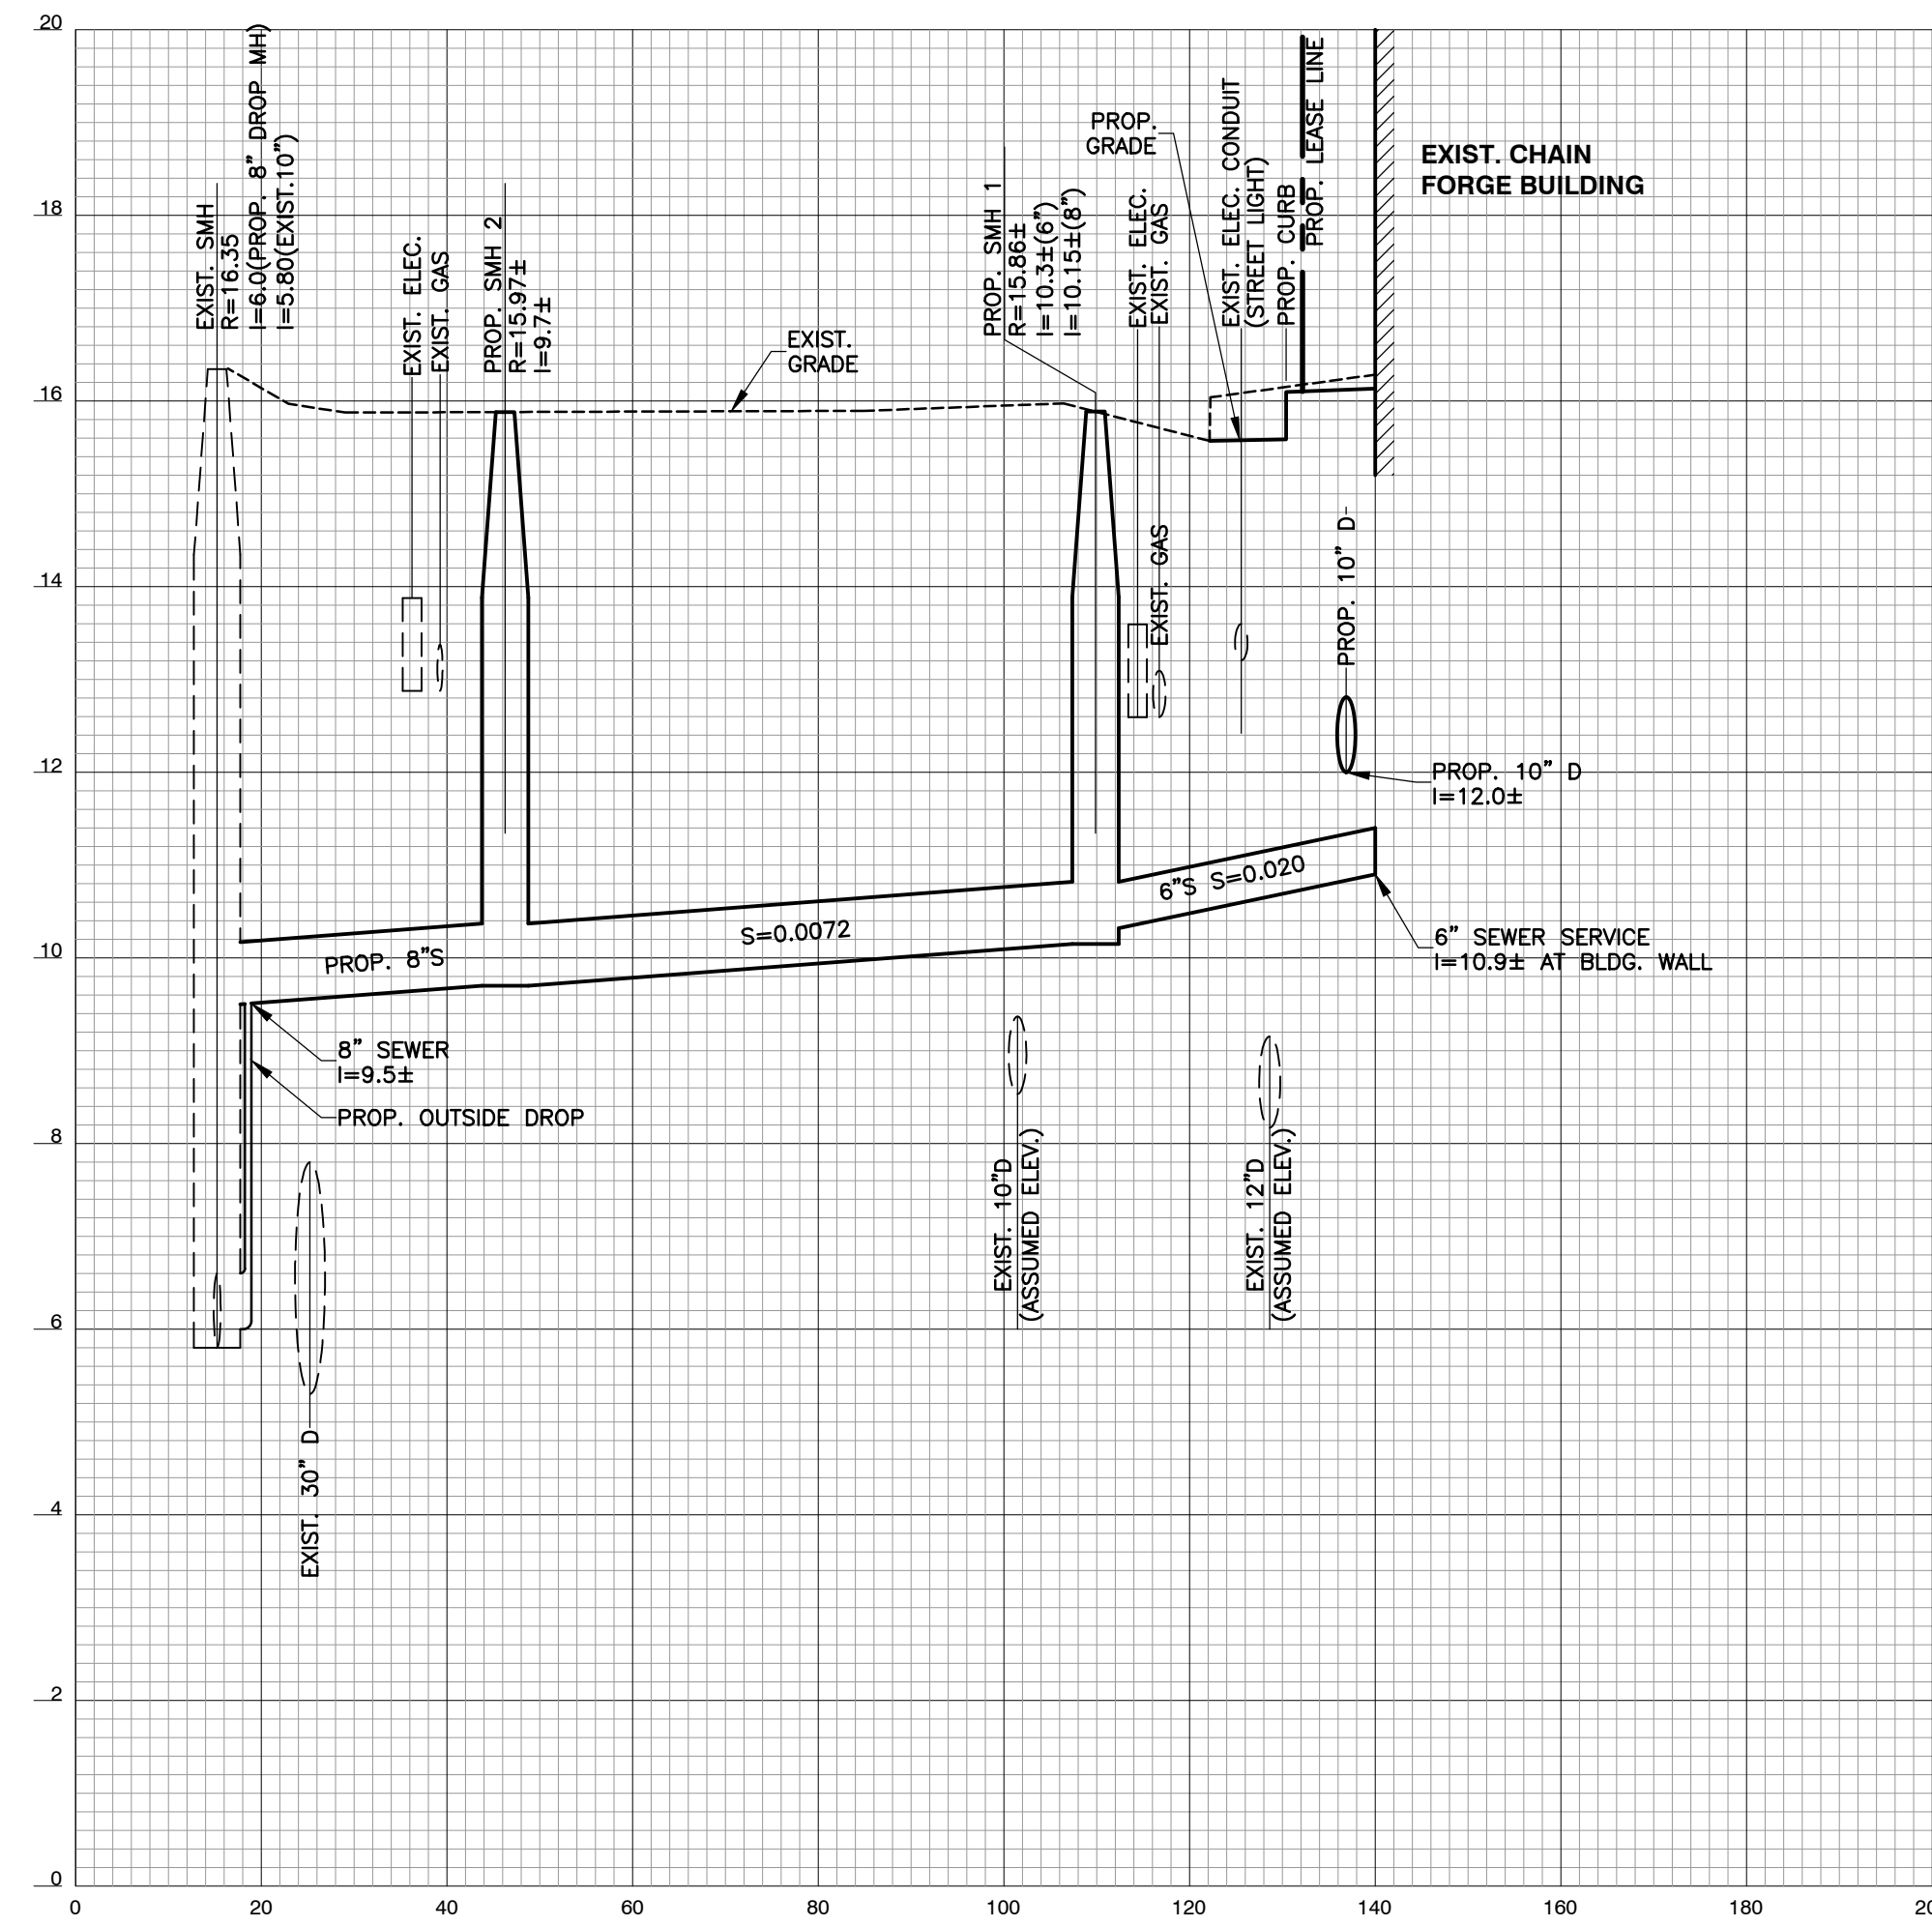 20
18
16
14
12
10
8
6
4
2
0
0
20
40
60
80
100
120
140
160
180
EXIST. SMH
R=16.35
I=6.0(PROP. 8" DROP MH)
I=5.80(EXIST.10")
EXIST. ELEC.
EXIST. GAS
PROP. SMH 2
R=15.97±
I=9.7±
EXIST.
GRADE
PROP. SMH 1
R=15.86±
I=10.3±(6")
I=10.15±(8")
PROP.
GRADE
EXIST. ELEC.
EXIST. GAS
EXIST. GAS
EXIST. ELEC. CONDUIT
(STREET LIGHT)
PROP. CURB
PROP. LEASE LINE
EXIST. CHAIN
FORGE BUILDING
PROP. 10" D
PROP. 10" D
I=12.0±
6"S S=0.020
6" SEWER SERVICE
I=10.9± AT BLDG. WALL
S=0.0072
PROP. 8"S
8" SEWER
I=9.5±
PROP. OUTSIDE DROP
EXIST. 30" D
EXIST. 10"D
(ASSUMED ELEV.)
EXIST. 12"D
(ASSUMED ELEV.)